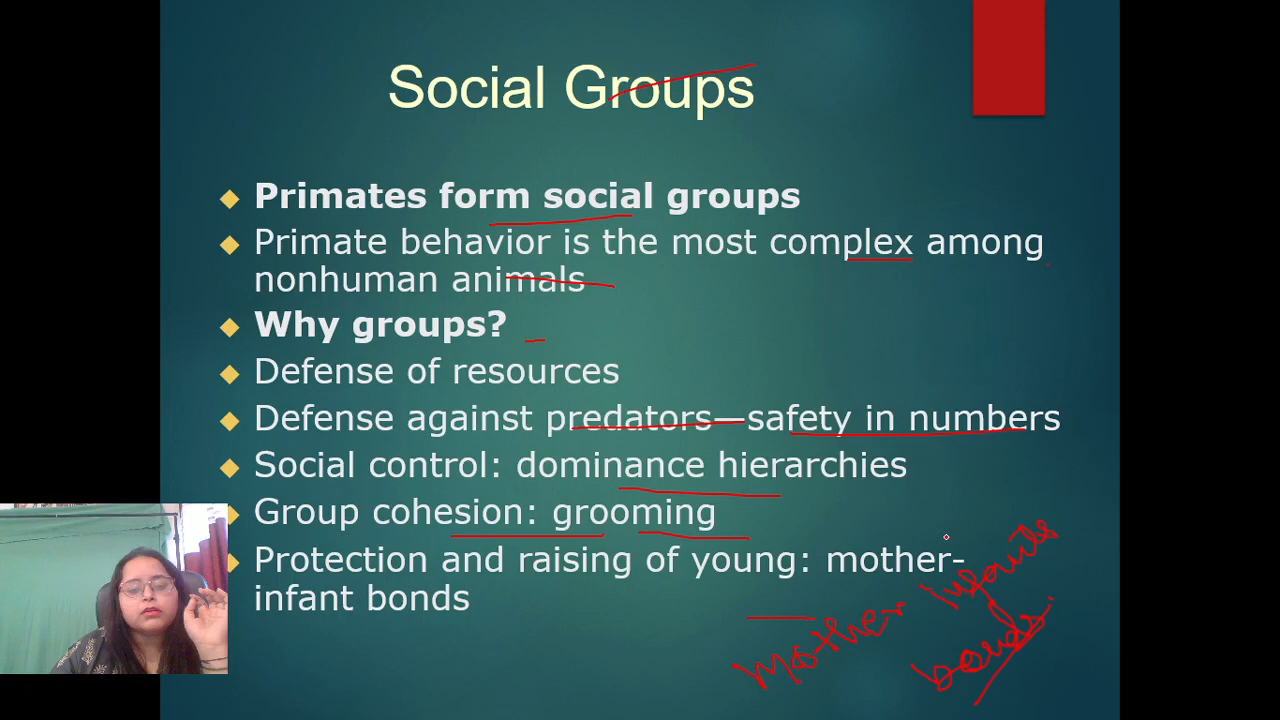 Social Groups
Primates form social groups
Primate behavior is the most complex among
nonhuman animals
Why groups?
Defense of resources
Defense against predators—safety in numbers
Social control: dominance hierarchies
Group cohesion: grooming
Protection and raising of young: mother-
infant bonds
Mother infants
bonds.